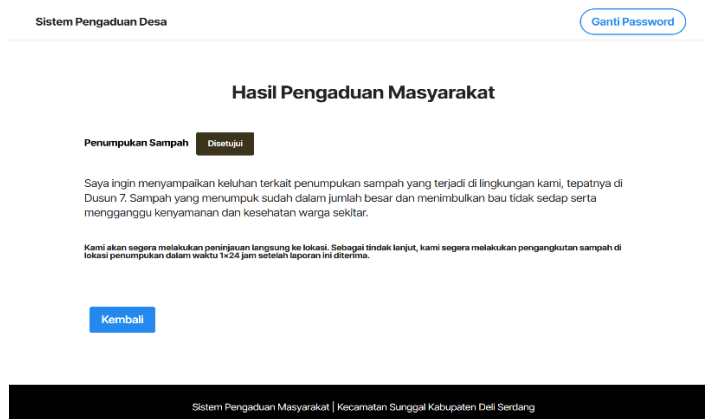 Sistem Pengaduan Desa
Ganti Password
Hasil Pengaduan Masyarakat
Penumpukan Sampah
Disetujui
Saya ingin menyampaikan keluhan terkait penumpukan sampah yang terjadi di lingkungan kami, tepatnya di
Dusun 7. Sampah yang menumpuk sudah dalam jumlah besar dan menimbulkan bau tidak sedap serta
mengganggu kenyamanan dan kesehatan warga sekitar.
Kami akan segera melakukan peninjauan langsung ke lokasi. Sebagai tindak lanjut, kami segera melakukan pengangkutan sampah di
lokasi penumpukan dalam waktu 1×24 jam setelah laporan ini diterima.
Kembali
Sistem Pengaduan Masyarakat | Kecamatan Sunggal Kabupaten Deli Serdang